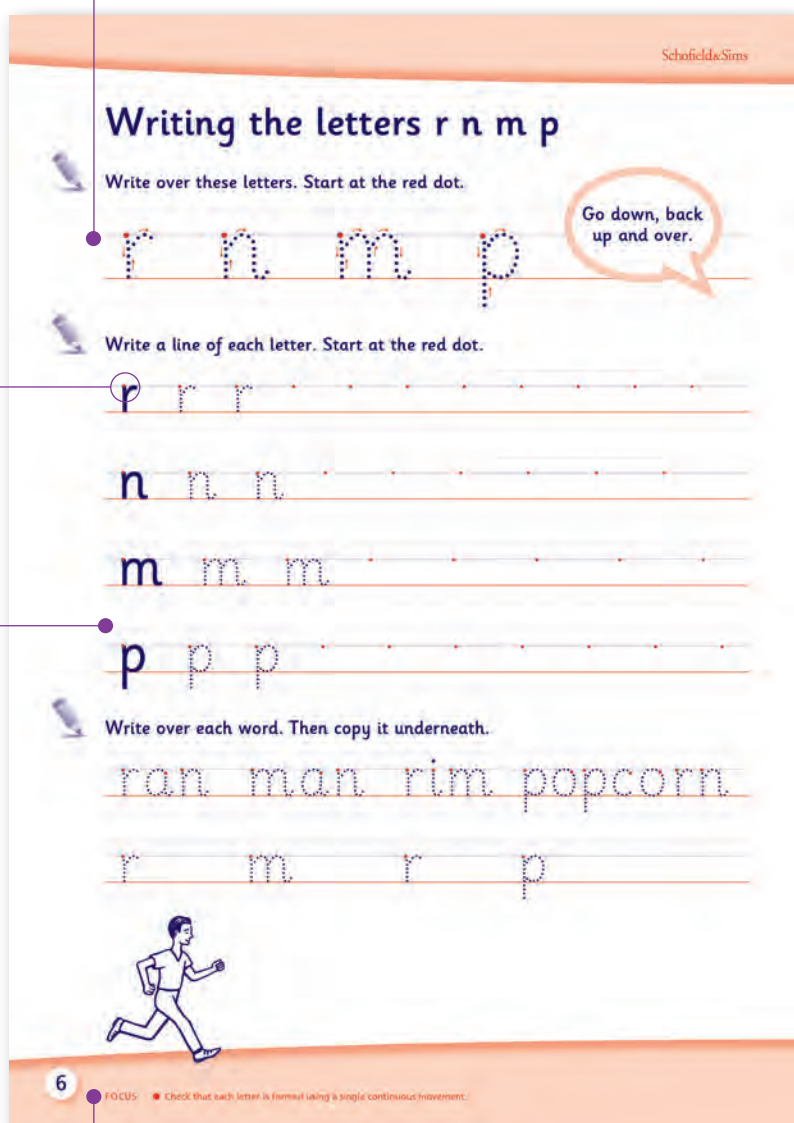 Schofield&Sims
Writing the letters r n m p
Write over these letters. Start at the red dot.
Go down, back
up and over.
r n m p
Write a line of each letter. Start at the red dot.
r r r
n n n
m m m
p p p
Write over each word. Then copy it underneath.
ran man rim popcorn
r m r p
6
FOCUS • Check that each letter is formed using a single continuous movement.